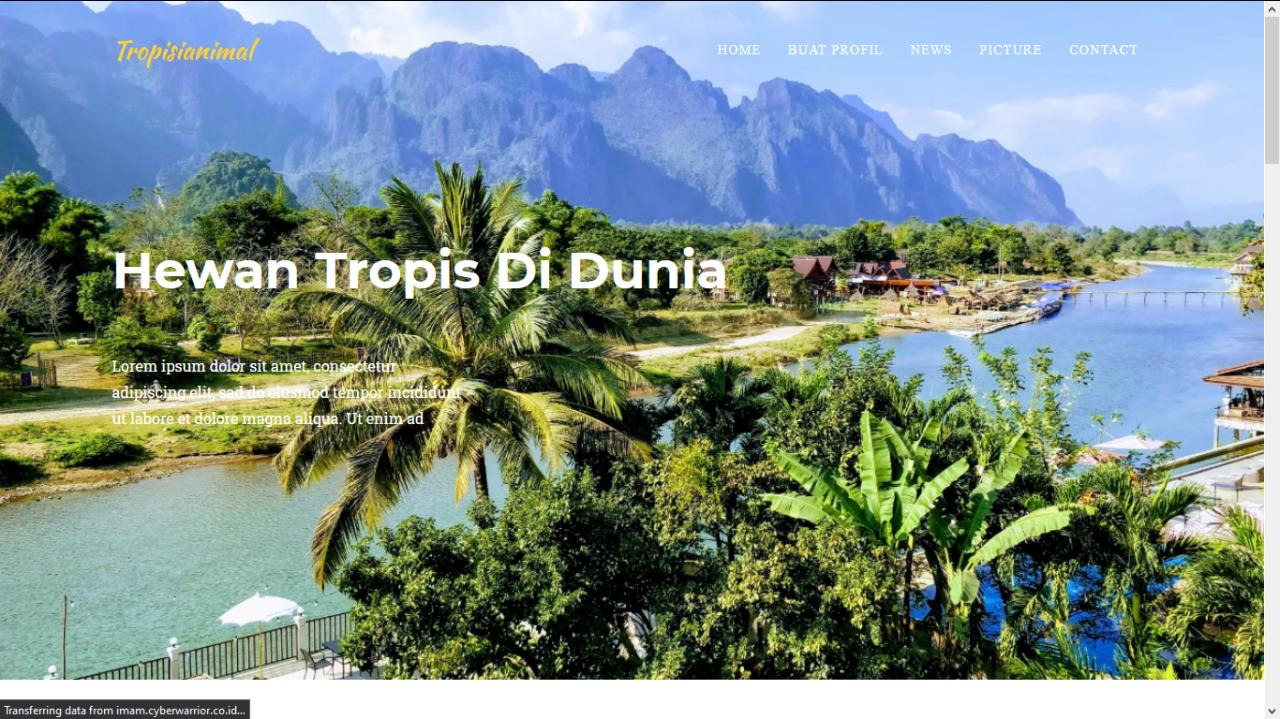 Tropisianimal
HOME BUAT PROFIL NEWS PICTURE CONTACT
Hewan Tropis Di Dunia
Lorem ipsum dolor sit amet, consectetur
adipiscing elit, sad do eiusmod tempor incididunt
ut labore et dolore magna aliqua. Ut enim ad
Transferring data from imam.cyberwarrior.co.id...